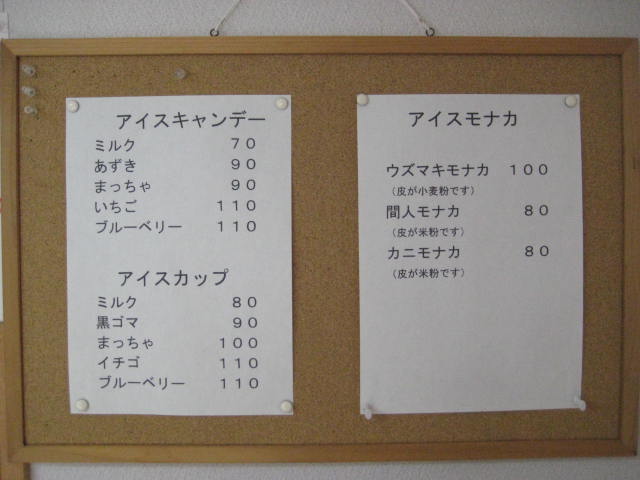 アイスキャンデー
ミルク 70
あずき 90
まっちゃ 90
いちご 110
ブルーベリー 110
アイスカップ
ミルク 80
黒ゴマ 90
まっちゃ 100
イチゴ 110
ブルーベリー 110
アイスモナカ
ウズマキモナカ 100
（皮が小麦粉です）
間人モナカ 80
（皮が米粉です）
カニモナカ 80
（皮が米粉です）